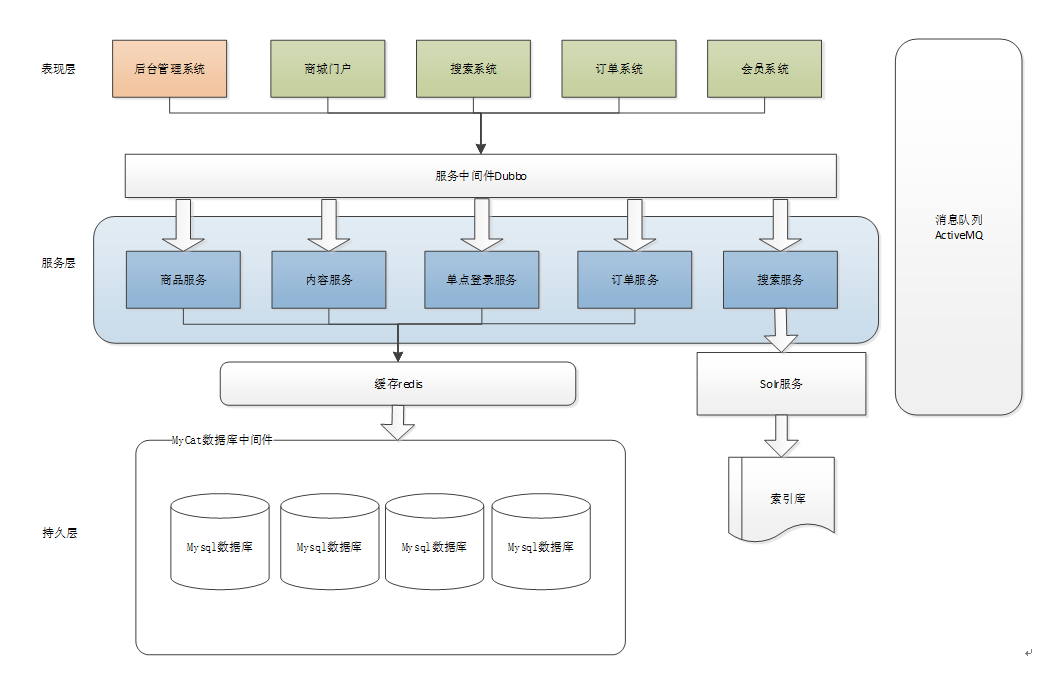 表现层
后台管理系统
商城门户
搜索系统
订单系统
会员系统
服务中间件Dubbo
消息队列
ActiveMQ
服务层
商品服务
内容服务
单点登录服务
订单服务
搜索服务
缓存redis
Solr服务
MyCat数据库中间件
索引库
持久层
Mysql数据库
Mysql数据库
Mysql数据库
Mysql数据库